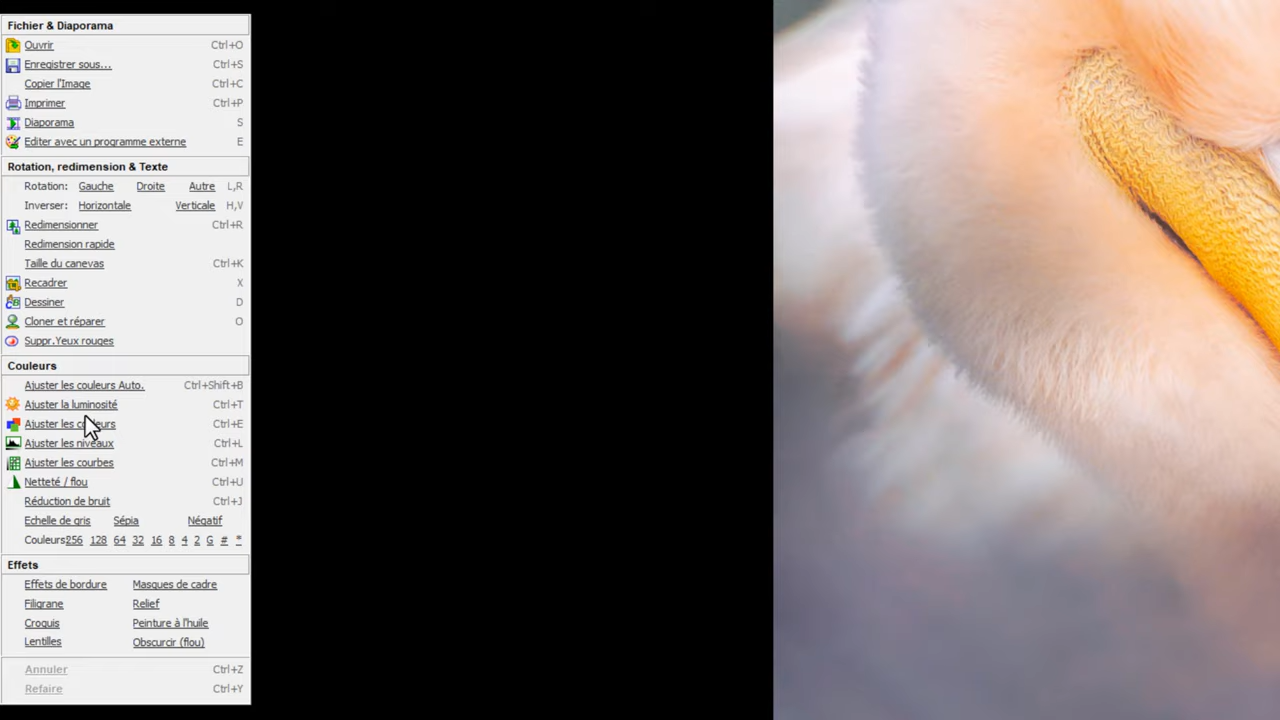 Fichier & Diaporama
Ouvrir Ctrl+O
Enregistrer sous... Ctrl+S
Copier l'Image Ctrl+C
Imprimer Ctrl+P
Diaporama S
Editer avec un programme externe E
Rotation, redimension & Texte
Rotation: Gauche Droite Autre L,R
Inverser: Horizontale Verticale H,V
Redimensionner Ctrl+R
Redimension rapide
Taille du canevas Ctrl+K
Recadrer X
Dessiner D
Cloner et réparer O
Suppr.Yeux rouges
Couleurs
Ajuster les couleurs Auto. Ctrl+Shift+B
Ajuster la luminosité Ctrl+T
Ajuster les couleurs Ctrl+E
Ajuster les niveaux Ctrl+L
Ajuster les courbes Ctrl+M
Netteté / flou Ctrl+U
Réduction de bruit Ctrl+J
Echelle de gris Sépia Négatif
Couleurs256 128 64 32 16 8 4 2 G # *
Effets
Effets de bordure Masques de cadre
Filigrane Relief
Croquis Peinture à l'huile
Lentilles Obscurcir (flou)
Annuler Ctrl+Z
Refaire Ctrl+Y